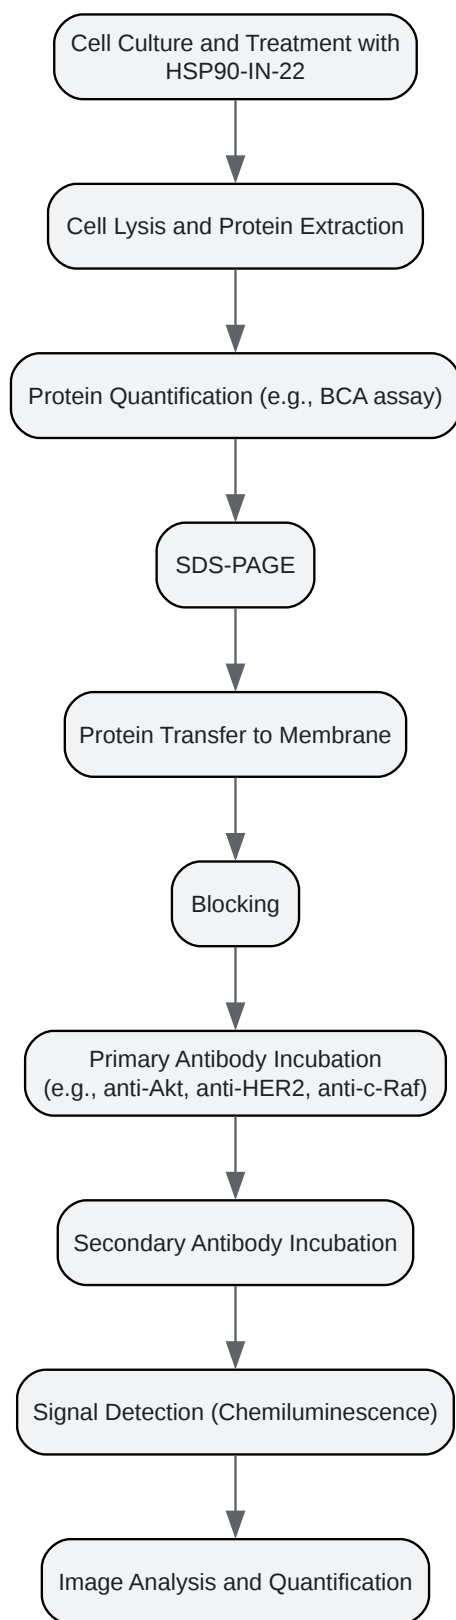 Cell Culture and Treatment with
HSP90-IN-22
Cell Lysis and Protein Extraction
Protein Quantification (e.g., BCA assay)
SDS-PAGE
Protein Transfer to Membrane
Blocking
Primary Antibody Incubation
(e.g., anti-Akt, anti-HER2, anti-c-Raf)
Secondary Antibody Incubation
Signal Detection (Chemiluminescence)
Image Analysis and Quantification